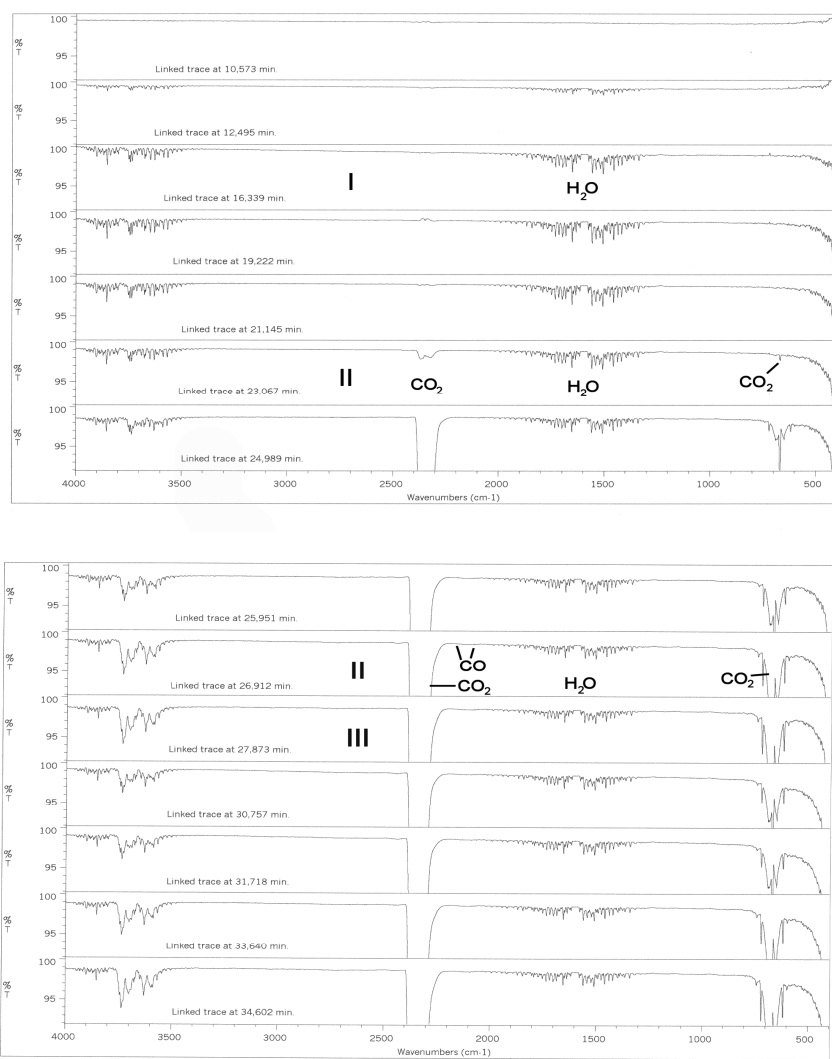 100
%
T
95
Linked trace at 10,573 min.
100
%
T
95
Linked trace at 12,495 min.
100
%
T
95
I
H₂O
Linked trace at 16,339 min.
100
%
T
95
Linked trace at 19,222 min.
100
%
T
95
Linked trace at 21,145 min.
100
%
T
95
II
CO₂
H₂O
CO₂
Linked trace at 23,067 min.
100
%
T
95
Linked trace at 24,989 min.
4000 3500 3000 2500 2000 1500 1000 500
Wavenumbers (cm-1)
100
%
T
95
Linked trace at 25,951 min.
100
%
T
95
II
CO
CO₂
H₂O
CO₂
Linked trace at 26,912 min.
100
%
T
95
III
Linked trace at 27,873 min.
100
%
T
95
Linked trace at 30,757 min.
100
%
T
95
Linked trace at 31,718 min.
100
%
T
95
Linked trace at 33,640 min.
100
%
T
95
Linked trace at 34,602 min.
4000 3500 3000 2500 2000 1500 1000 500
Wavenumbers (cm-1)